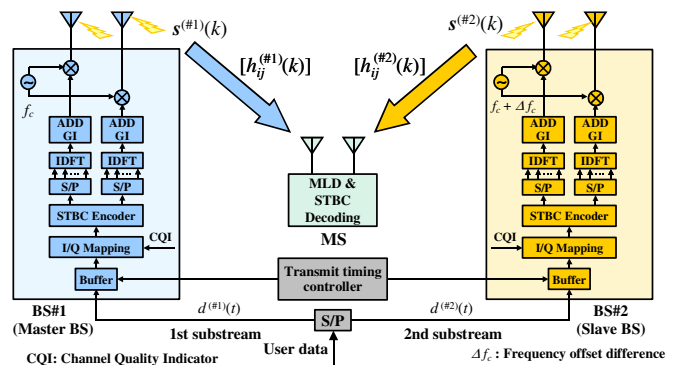 s^(#1)(k)
s^(#2)(k)
[h_ij^(#1)(k)]
[h_ij^(#2)(k)]
f_c
f_c + Δf_c
ADD
GI
ADD
GI
ADD
GI
ADD
GI
IDFT
IDFT
IDFT
IDFT
...
...
...
...
S/P
S/P
S/P
S/P
MLD &
STBC
Decoding
MS
STBC Encoder
STBC Encoder
CQI
I/Q Mapping
CQI
I/Q Mapping
Buffer
Transmit timing
controller
Buffer
BS#1
(Master BS)
d^(#1)(t)
d^(#2)(t)
BS#2
(Slave BS)
1st substream
S/P
2nd substream
User data
CQI: Channel Quality Indicator
Δf_c : Frequency offset difference